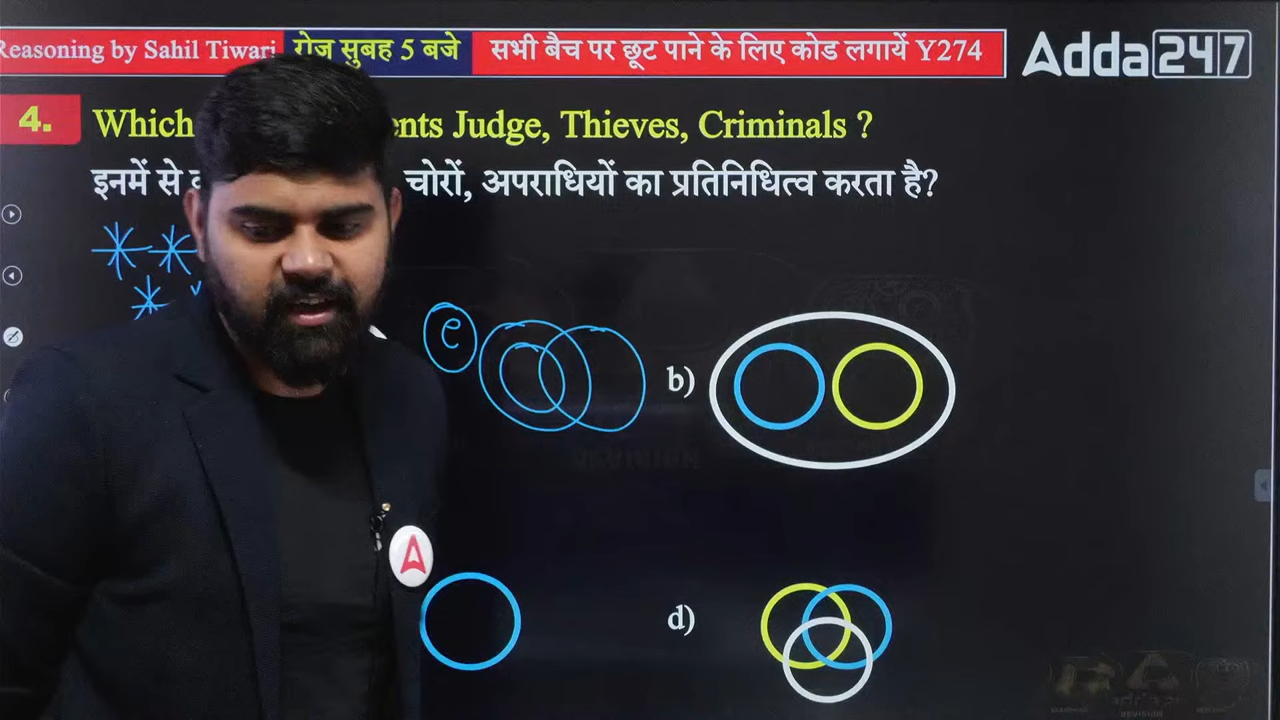 Reasoning by Sahil Tiwari रोज़ सुबह 5 बजे सभी बैच पर छूट पाने के लिए कोड लगायें Y274
Adda247
4. Which ents Judge, Thieves, Criminals ?
इनमें से चोरों, अपराधियों का प्रतिनिधित्व करता है?
e
b)
d)